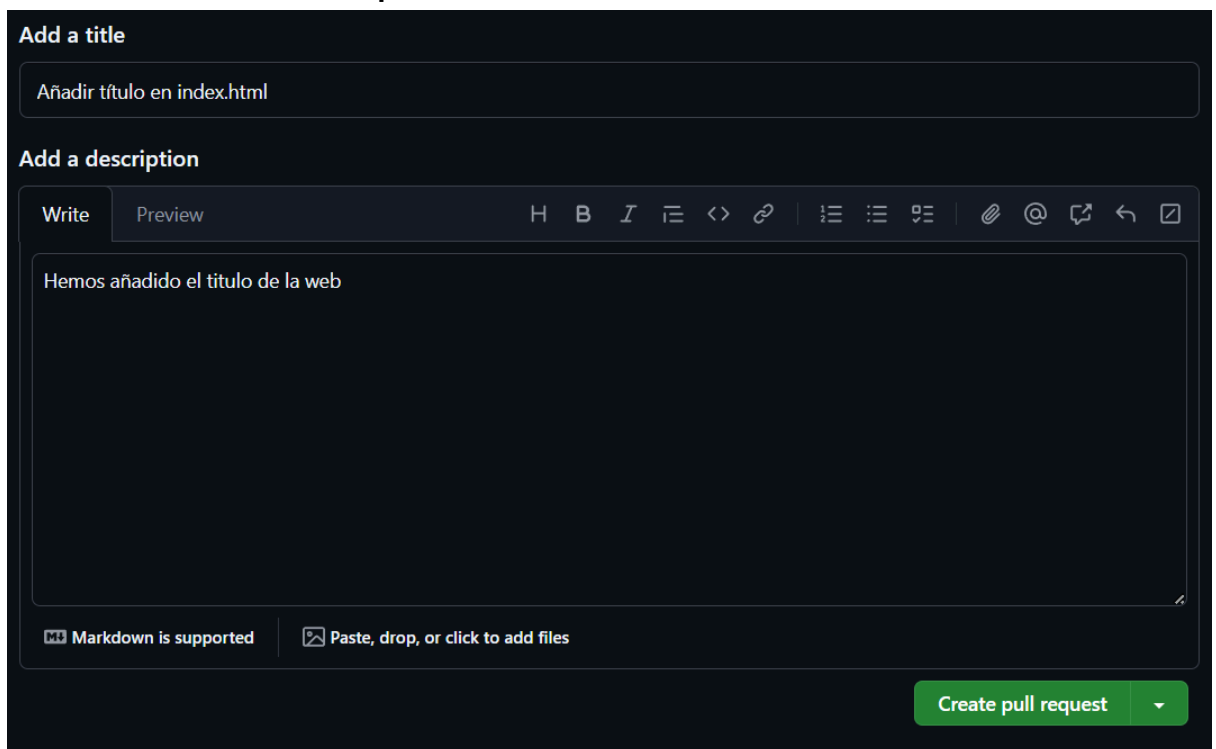 Add a title
Añadir título en index.html
Add a description
Write Preview
Hemos añadido el titulo de la web
Markdown is supported Paste, drop, or click to add files
Create pull request